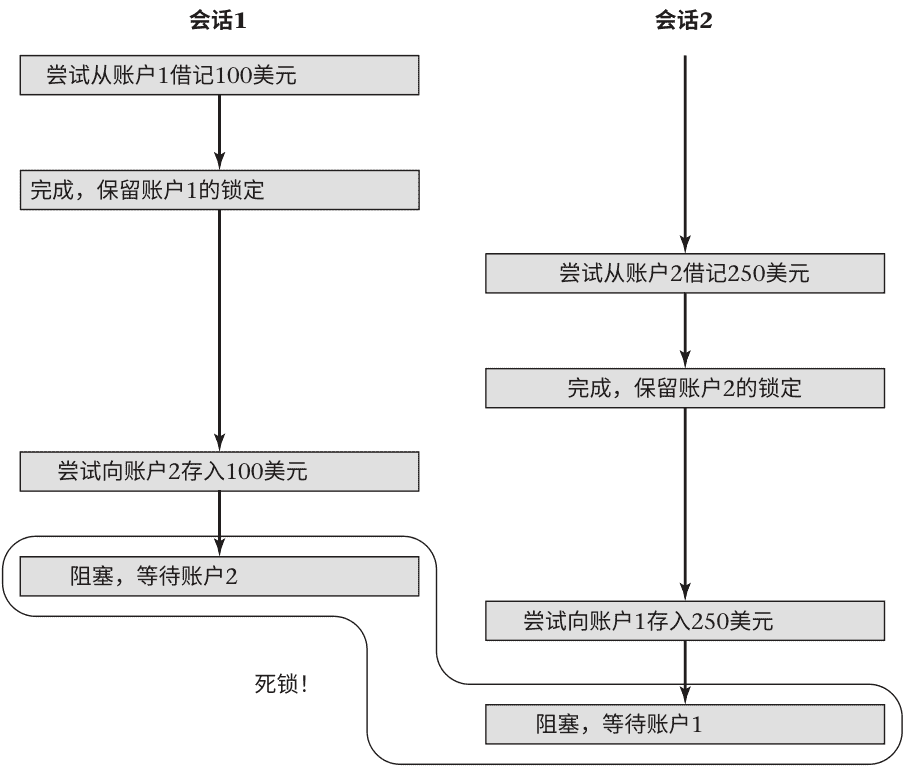 会话1
会话2
尝试从账户1借记100美元
完成，保留账户1的锁定
尝试从账户2借记250美元
完成，保留账户2的锁定
尝试向账户2存入100美元
阻塞，等待账户2
尝试向账户1存入250美元
死锁！
阻塞，等待账户1